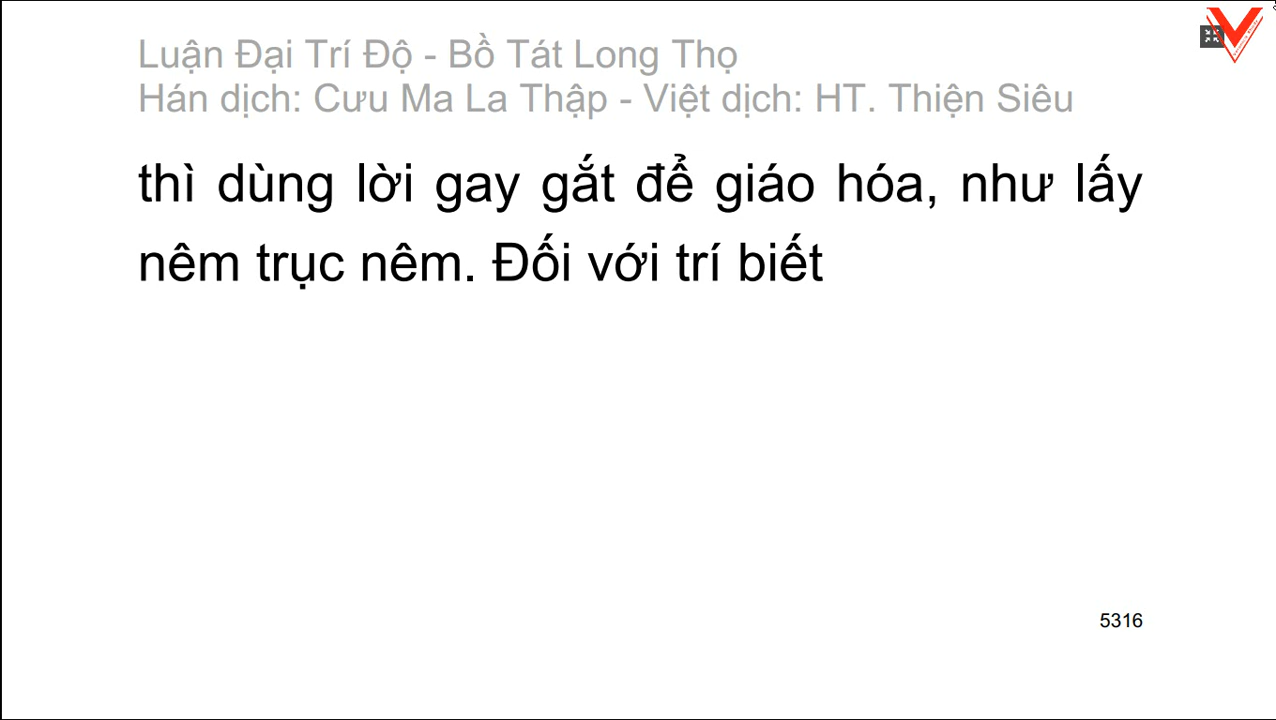 Luận Đại Trí Độ - Bồ Tát Long Thọ
Hán dịch: Cưu Ma La Thập - Việt dịch: HT. Thiện Siêu
thì dùng lời gay gắt để giáo hóa, như lấy
nêm trục nêm. Đối với trí biết
5316